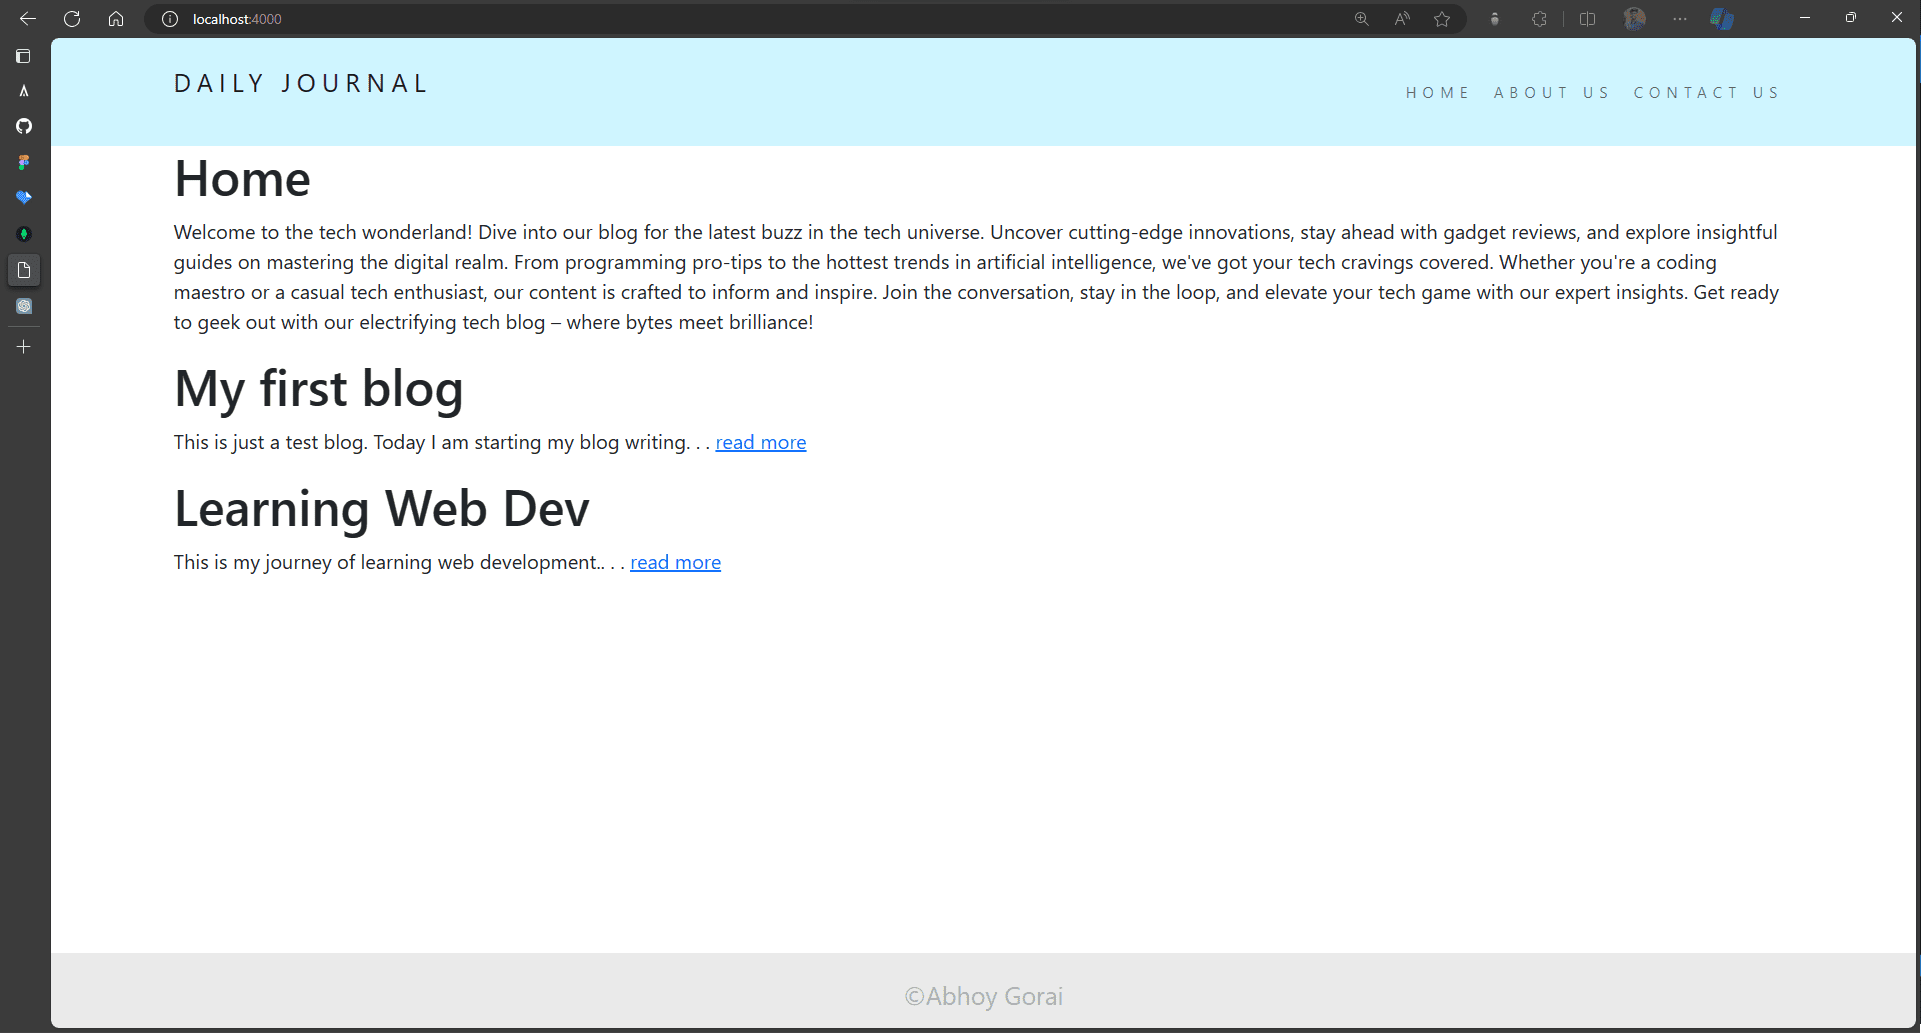 localhost:4000
DAILY JOURNAL
HOME ABOUT US CONTACT US
Home
Welcome to the tech wonderland! Dive into our blog for the latest buzz in the tech universe. Uncover cutting-edge innovations, stay ahead with gadget reviews, and explore insightful
guides on mastering the digital realm. From programming pro-tips to the hottest trends in artificial intelligence, we've got your tech cravings covered. Whether you're a coding
maestro or a casual tech enthusiast, our content is crafted to inform and inspire. Join the conversation, stay in the loop, and elevate your tech game with our expert insights. Get ready
to geek out with our electrifying tech blog – where bytes meet brilliance!
My first blog
This is just a test blog. Today I am starting my blog writing. . . read more
Learning Web Dev
This is my journey of learning web development.. . . read more
©Abhoy Gorai